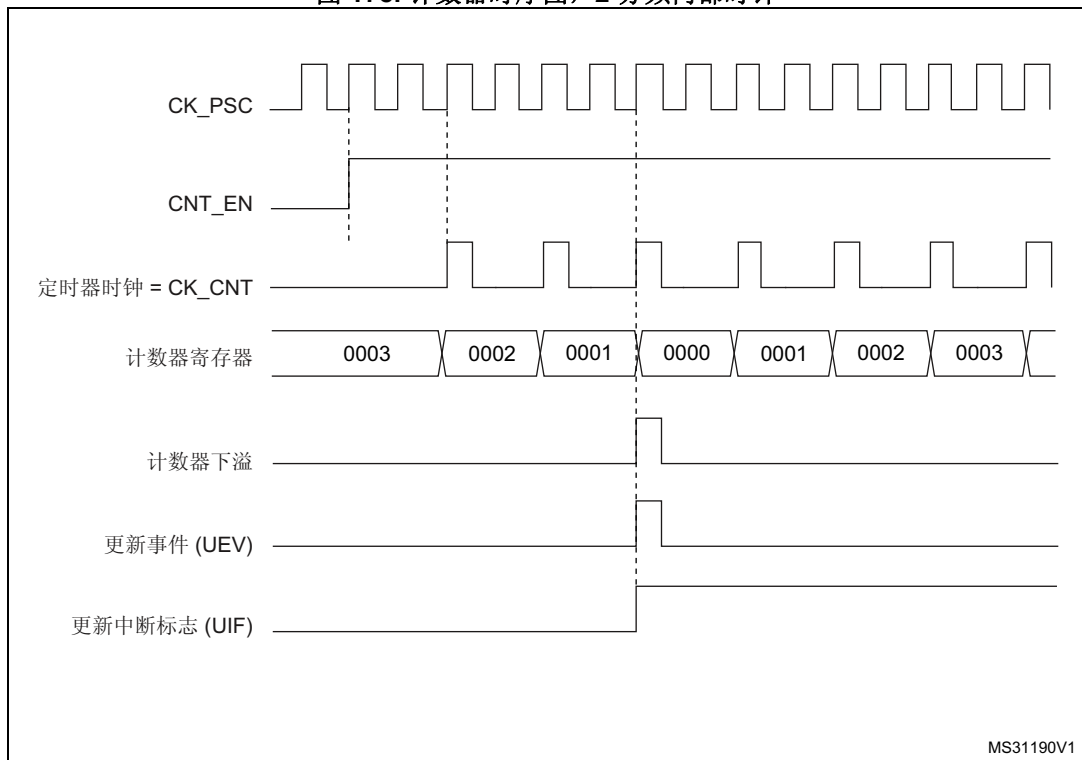 CK_PSC
CNT_EN
定时器时钟 = CK_CNT
计数器寄存器 0003 0002 0001 0000 0001 0002 0003
计数器下溢
更新事件 (UEV)
更新中断标志 (UIF)
MS31190V1